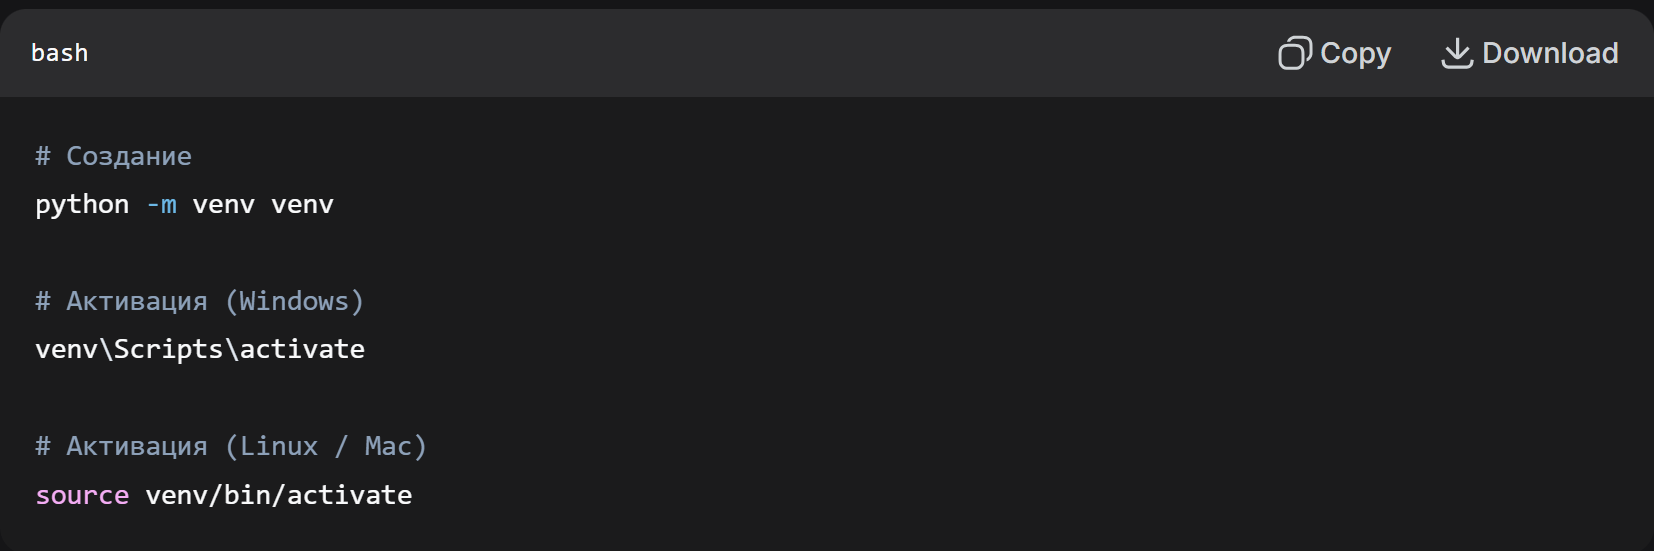 bash
Copy
Download
# Создание
python -m venv venv
# Активация (Windows)
venv\Scripts\activate
# Активация (Linux / Mac)
source venv/bin/activate